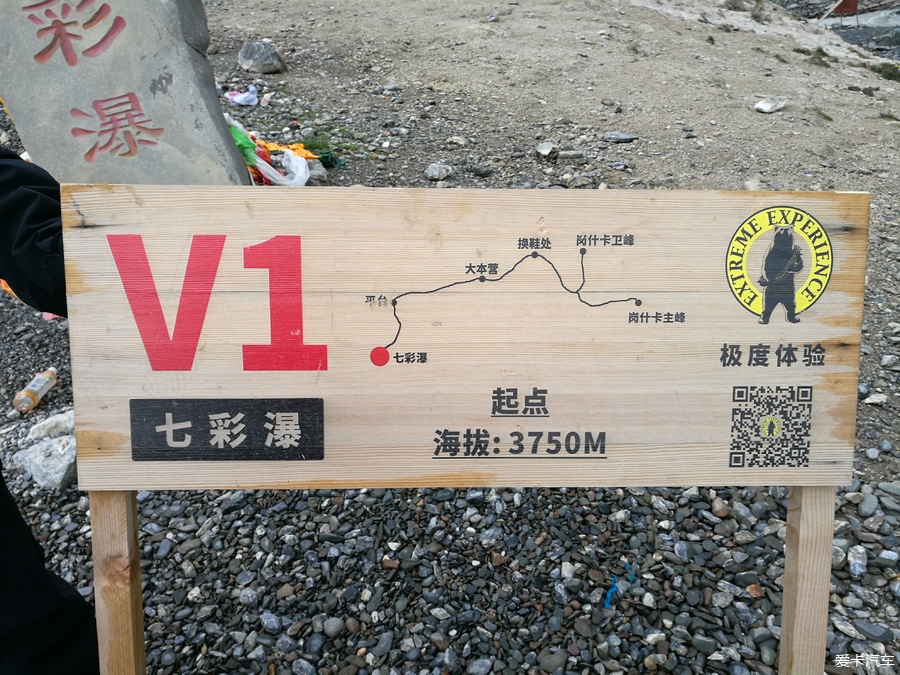 彩
瀑
V1
七彩瀑
平台
大本营
换鞋处
岗什卡卫峰
岗什卡主峰
七彩瀑
起点
海拔: 3750M
EXTREME EXPERIENCE
极度体验
爱卡汽车